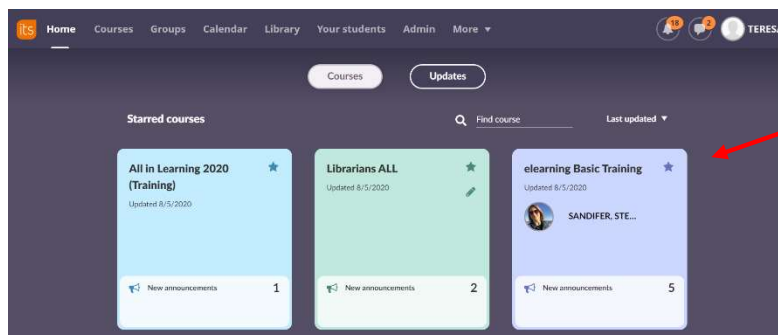 its Home Courses Groups Calendar Library Your students Admin More ▼ 18 2 TERES
Courses Updates
Starred courses Find course Last updated ▼
All in Learning 2020
(Training)
Updated 8/5/2020
New announcements 1
Librarians ALL
Updated 8/5/2020
New announcements 2
elearning Basic Training
Updated 8/5/2020
SANDIFER, STE...
New announcements 5